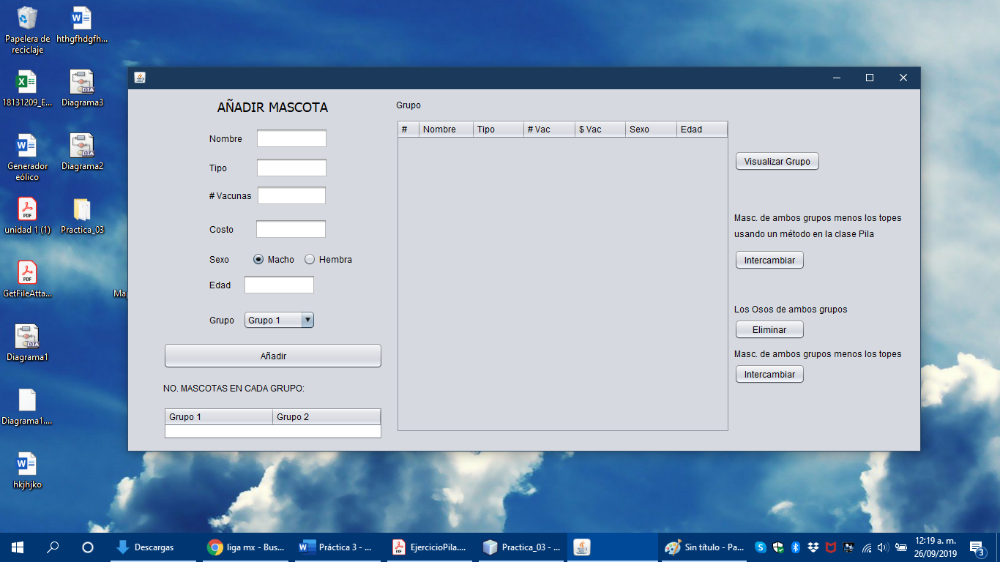 Papelera de
reciclaje
hthgfhdgfh...
18131209_E...
Diagrama3
Generador
eólico
Diagrama2
unidad 1 (1)
Practica_03
GetFileAtta...
Diagrama1
Diagrama1....
hkjhjko
AÑADIR MASCOTA
Nombre
Tipo
# Vacunas
Costo
Sexo
Macho
Hembra
Edad
Grupo
Grupo 1
Añadir
NO. MASCOTAS EN CADA GRUPO:
Grupo 1
Grupo 2
Grupo
# Nombre Tipo # Vac $ Vac Sexo Edad
Visualizar Grupo
Masc. de ambos grupos menos los topes
usando un método en la clase Pila
Intercambiar
Los Osos de ambos grupos
Eliminar
Masc. de ambos grupos menos los topes
Intercambiar
Descargas
liga mx - Bus...
Práctica 3 - ...
EjercicioPila....
Practica_03 - ...
Sin título - Pa...
12:19 a. m.
26/09/2019
3